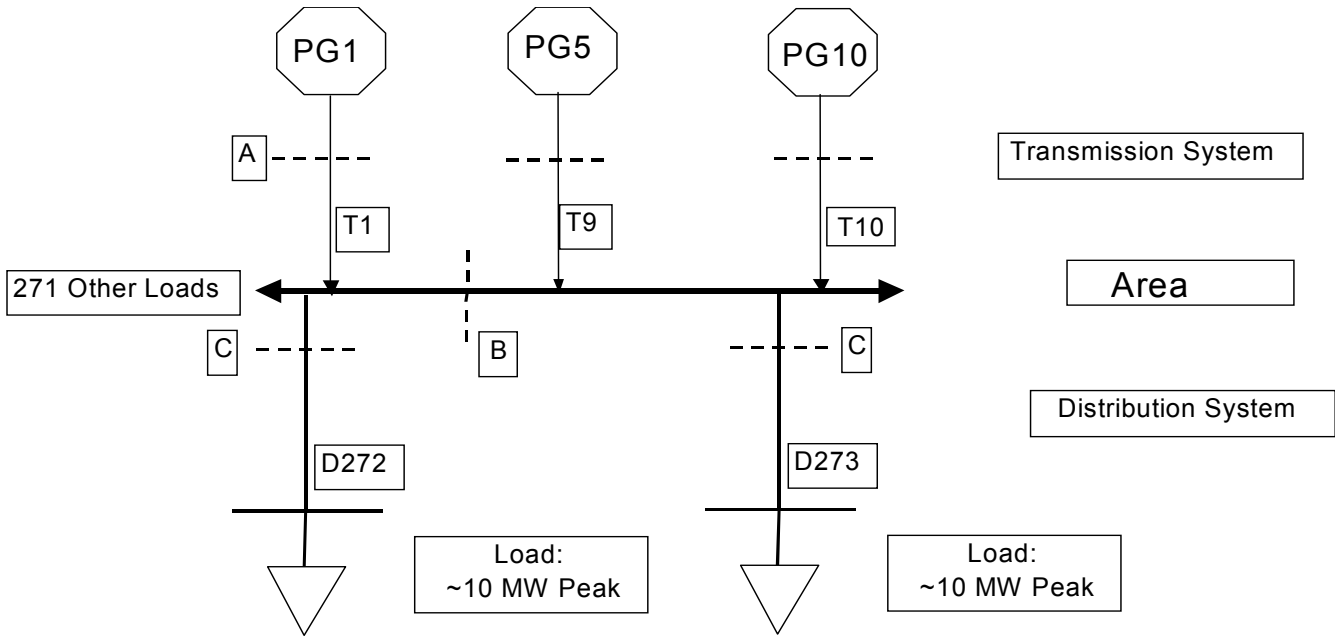 PG1
PG5
PG10
A
Transmission System
T1
T9
T10
271 Other Loads
Area
C
B
C
Distribution System
D272
D273
Load:
~10 MW Peak
Load:
~10 MW Peak